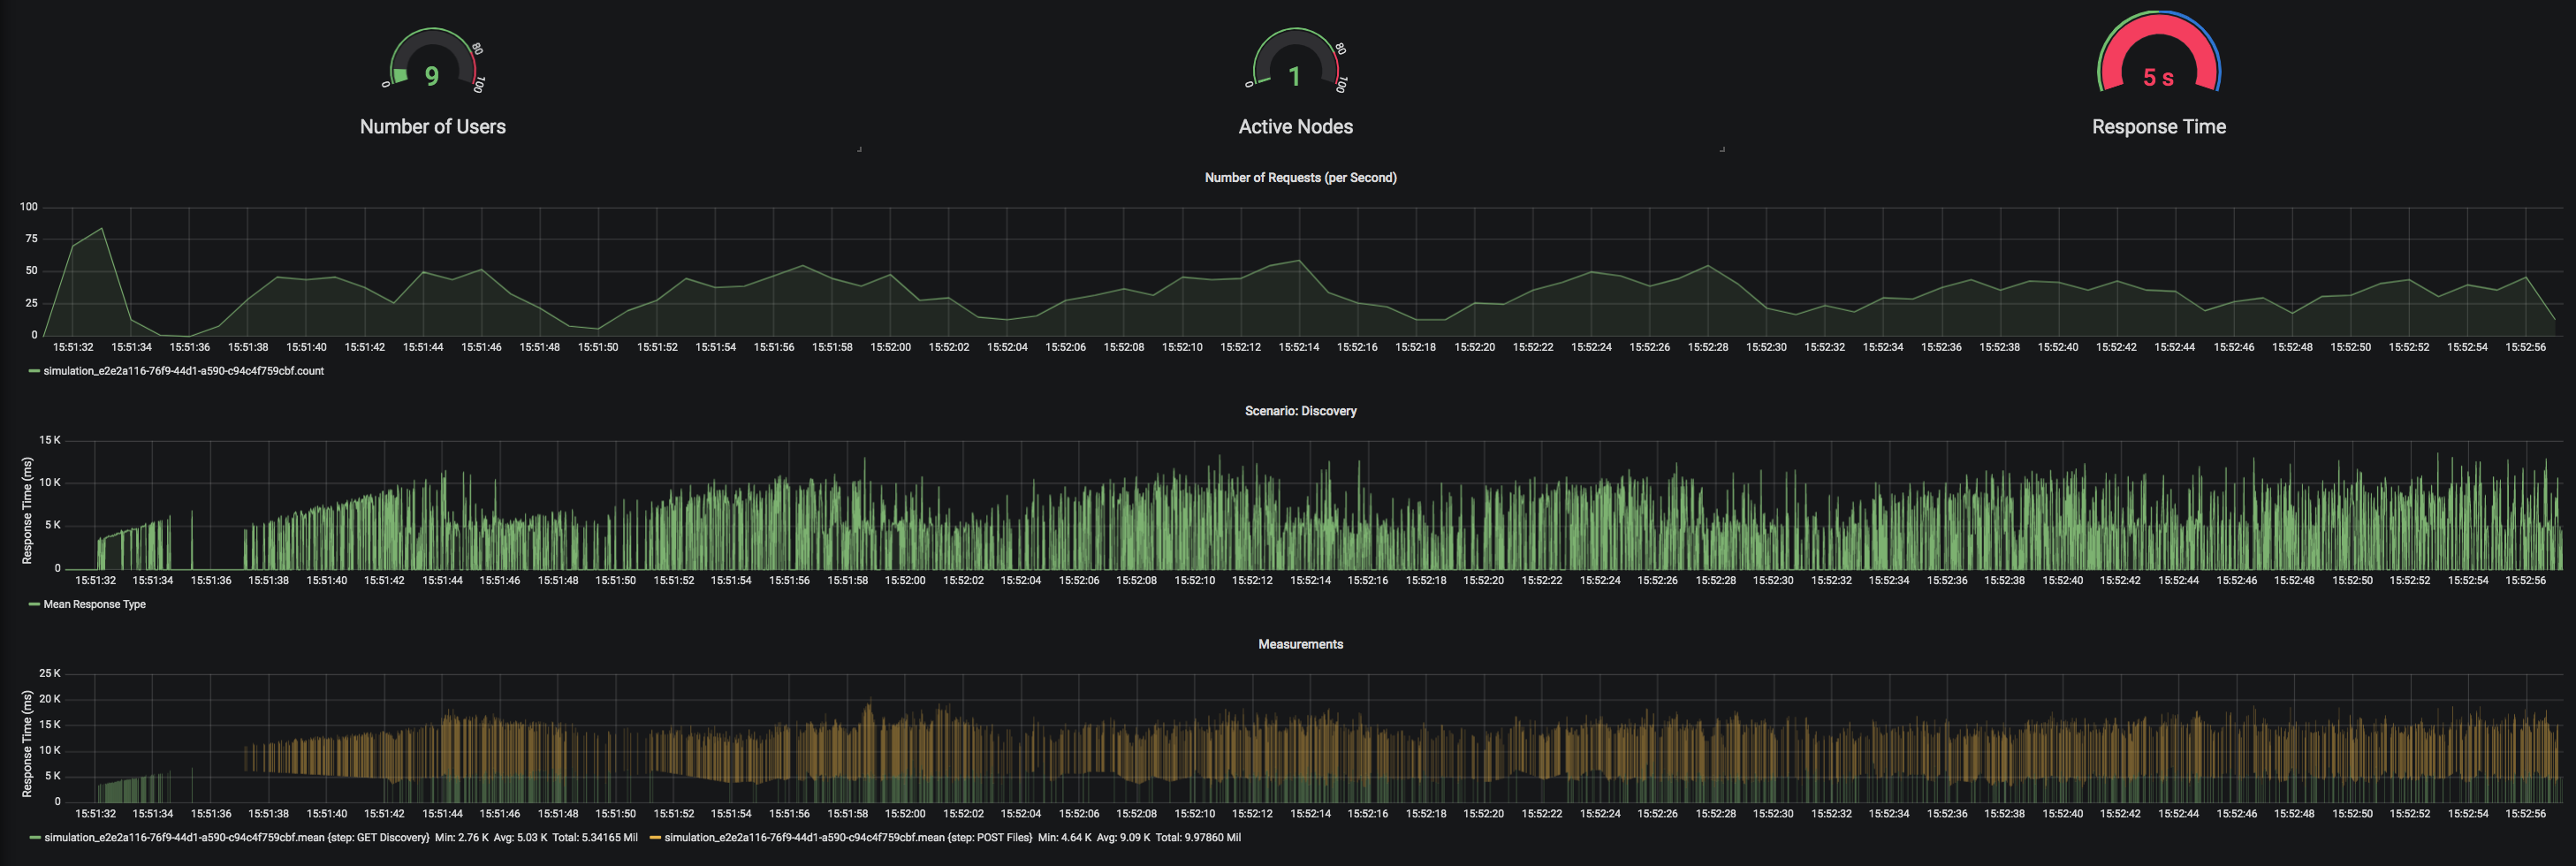 0 9 80 100
Number of Users
0 1 80 100
Active Nodes
5 s
Response Time
Number of Requests (per Second)
100
75
50
25
0
15:51:32 15:51:34 15:51:36 15:51:38 15:51:40 15:51:42 15:51:44 15:51:46 15:51:48 15:51:50 15:51:52 15:51:54 15:51:56 15:51:58 15:52:00 15:52:02 15:52:04 15:52:06 15:52:08 15:52:10 15:52:12 15:52:14 15:52:16 15:52:18 15:52:20 15:52:22 15:52:24 15:52:26 15:52:28 15:52:30 15:52:32 15:52:34 15:52:36 15:52:38 15:52:40 15:52:42 15:52:44 15:52:46 15:52:48 15:52:50 15:52:52 15:52:54 15:52:56
simulation_e2e2a116-76f9-44d1-a590-c94c4f759cbf.count
Scenario: Discovery
Response Time (ms)
15 K
10 K
5 K
0
15:51:32 15:51:34 15:51:36 15:51:38 15:51:40 15:51:42 15:51:44 15:51:46 15:51:48 15:51:50 15:51:52 15:51:54 15:51:56 15:51:58 15:52:00 15:52:02 15:52:04 15:52:06 15:52:08 15:52:10 15:52:12 15:52:14 15:52:16 15:52:18 15:52:20 15:52:22 15:52:24 15:52:26 15:52:28 15:52:30 15:52:32 15:52:34 15:52:36 15:52:38 15:52:40 15:52:42 15:52:44 15:52:46 15:52:48 15:52:50 15:52:52 15:52:54 15:52:56
Mean Response Type
Measurements
Response Time (ms)
25 K
20 K
15 K
10 K
5 K
0
15:51:32 15:51:34 15:51:36 15:51:38 15:51:40 15:51:42 15:51:44 15:51:46 15:51:48 15:51:50 15:51:52 15:51:54 15:51:56 15:51:58 15:52:00 15:52:02 15:52:04 15:52:06 15:52:08 15:52:10 15:52:12 15:52:14 15:52:16 15:52:18 15:52:20 15:52:22 15:52:24 15:52:26 15:52:28 15:52:30 15:52:32 15:52:34 15:52:36 15:52:38 15:52:40 15:52:42 15:52:44 15:52:46 15:52:48 15:52:50 15:52:52 15:52:54 15:52:56
simulation_e2e2a116-76f9-44d1-a590-c94c4f759cbf.mean {step: GET Discovery} Min: 2.76 K Avg: 5.03 K Total: 5.34165 Mil simulation_e2e2a116-76f9-44d1-a590-c94c4f759cbf.mean {step: POST Files} Min: 4.64 K Avg: 9.09 K Total: 9.97860 Mil